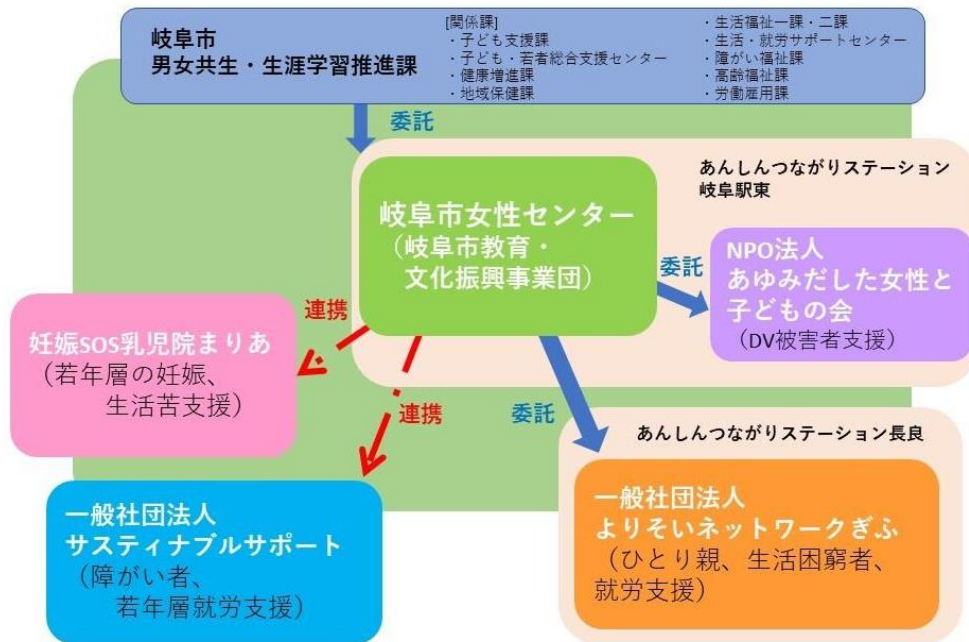 岐阜市
男女共生・生涯学習推進課
[関係課]
・子ども支援課
・子ども・若者総合支援センター
・健康増進課
・地域保健課
・生活福祉一課・二課
・生活・就労サポートセンター
・障がい福祉課
・高齢福祉課
・労働雇用課
委託
あんしんつながりステーション
岐阜駅東
岐阜市女性センター
（岐阜市教育・
文化振興事業団）
委託
NPO法人
あゆみだした女性と
子どもの会
（DV被害者支援）
連携
妊娠SOS乳児院まりあ
（若年層の妊娠、
生活苦支援）
連携
委託
あんしんつながりステーション長良
一般社団法人
サスティナブルサポート
（障がい者、
若年層就労支援）
一般社団法人
よりそいネットワークぎふ
（ひとり親、生活困窮者、
就労支援）